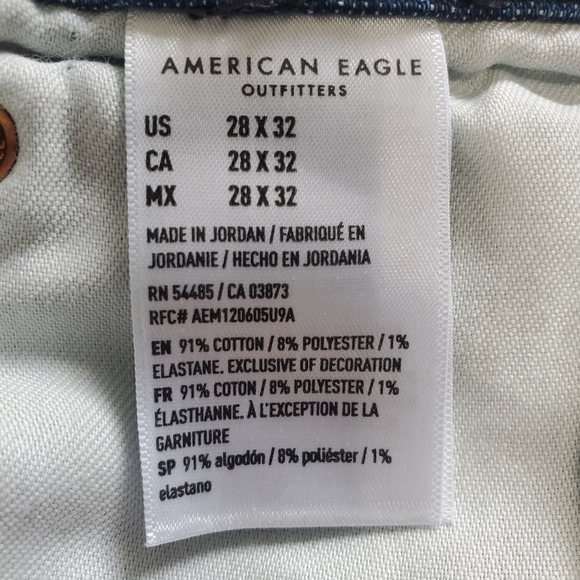 AMERICAN EAGLE
OUTFITTERS
US 28 X 32
CA 28 X 32
MX 28 X 32
MADE IN JORDAN / FABRIQUÉ EN
JORDANIE / HECHO EN JORDANIA
RN 54485 / CA 03873
RFC# AEM120605U9A
EN 91% COTTON / 8% POLYESTER / 1%
ELASTANE. EXCLUSIVE OF DECORATION
FR 91% COTON / 8% POLYESTER / 1%
ÉLASTHANNE. À L'EXCEPTION DE LA
GARNITURE
SP 91% algodón / 8% poliéster / 1%
elastano